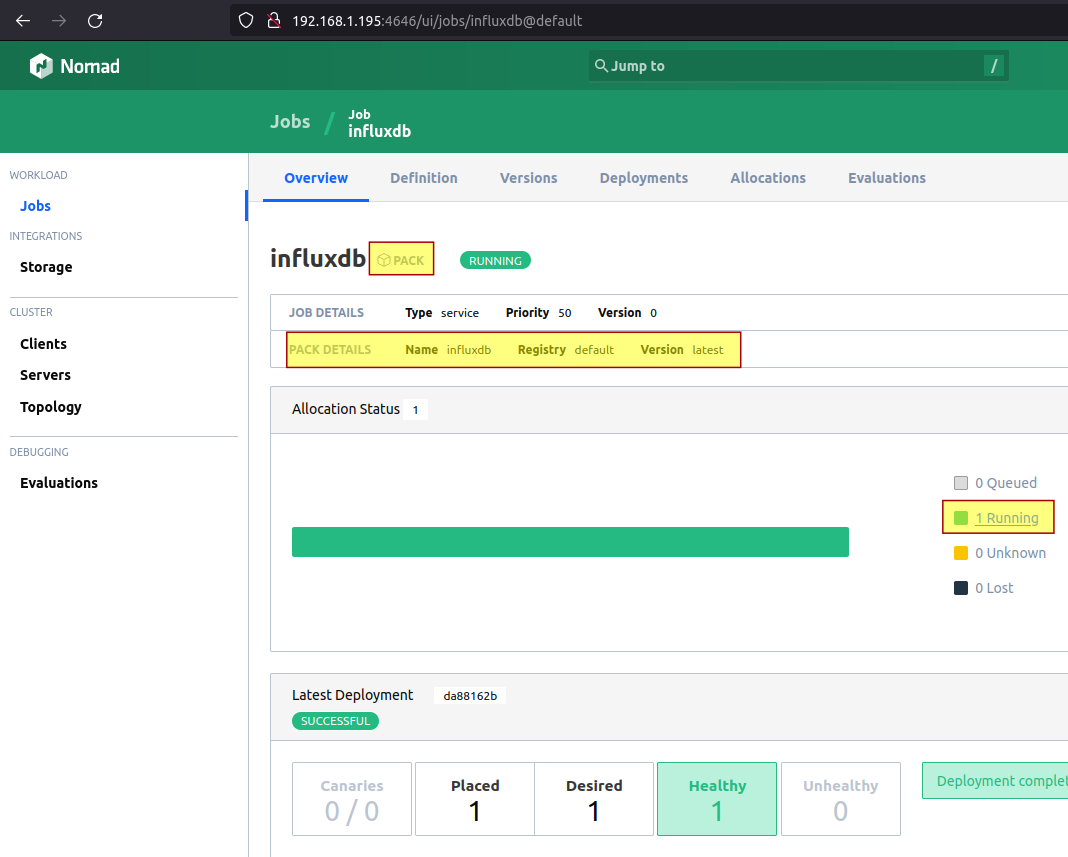 192.168.1.195:4646/ui/jobs/influxdb@default
Nomad
Jump to /
Jobs / Job
influxdb
WORKLOAD
Jobs
INTEGRATIONS
Storage
CLUSTER
Clients
Servers
Topology
DEBUGGING
Evaluations
Overview Definition Versions Deployments Allocations Evaluations
influxdb PACK RUNNING
JOB DETAILS Type service Priority 50 Version 0
PACK DETAILS Name influxdb Registry default Version latest
Allocation Status 1
0 Queued
1 Running
0 Unknown
0 Lost
Latest Deployment da88162b
SUCCESSFUL
Canaries Placed Desired Healthy Unhealthy
0 / 0 1 1 1 0
Deployment complet